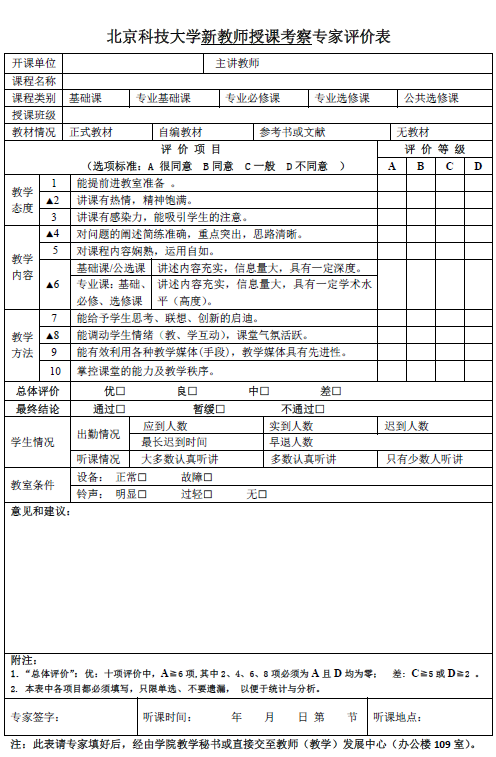 北京科技大学新教师授课考察专家评价表
开课单位 主讲教师
课程名称
课程类别 基础课 专业基础课 专业必修课 专业选修课 公共选修课
授课班级
教材情况 正式教材 自编教材 参考书或文献 无教材
评 价 项 目 评 价 等 级
（选项标准：A 很同意 B同意 C一般 D不同意 ） A B C D
教学态度 1 能提前进教室准备 。
▲2 讲课有热情，精神饱满。
3 讲课有感染力，能吸引学生的注意。
教学内容 ▲4 对问题的阐述简练准确，重点突出，思路清晰。
5 对课程内容娴熟，运用自如。
▲6 基础课/公选课 讲述内容充实，信息量大，具有一定深度。
专业课：基础、 讲述内容充实，信息量大，具有一定学术水
必修、选修课 平（高度）。
教学方法 7 能给予学生思考、联想、创新的启迪。
▲8 能调动学生情绪（教、学互动），课堂气氛活跃。
9 能有效利用各种教学媒体(手段)，教学媒体具有先进性。
10 掌控课堂的能力及教学秩序。
总体评价 优□ 良□ 中□ 差□
最终结论 通过□ 暂缓□ 不通过□
学生情况 出勤情况 应到人数 实到人数 迟到人数
最长迟到时间 早退人数
听课情况 大多数认真听讲 多数认真听讲 只有少数人听讲
教室条件 设备： 正常□ 故障□
铃声： 明显□ 过轻□ 无□
意见和建议：
附注：
1.“总体评价”：优：十项评价中，A≧6项,其中2、4、6、8项必须为A且D均为零； 差：C≧5或D≧2 。
2. 本表中各项目都必须填写，只限单选、不要遗漏， 以便于统计与分析。
专家签字： 听课时间： 年 月 日 第 节 听课地点：
注：此表请专家填好后，经由学院教学秘书或直接交至教师（教学）发展中心（办公楼109室）。